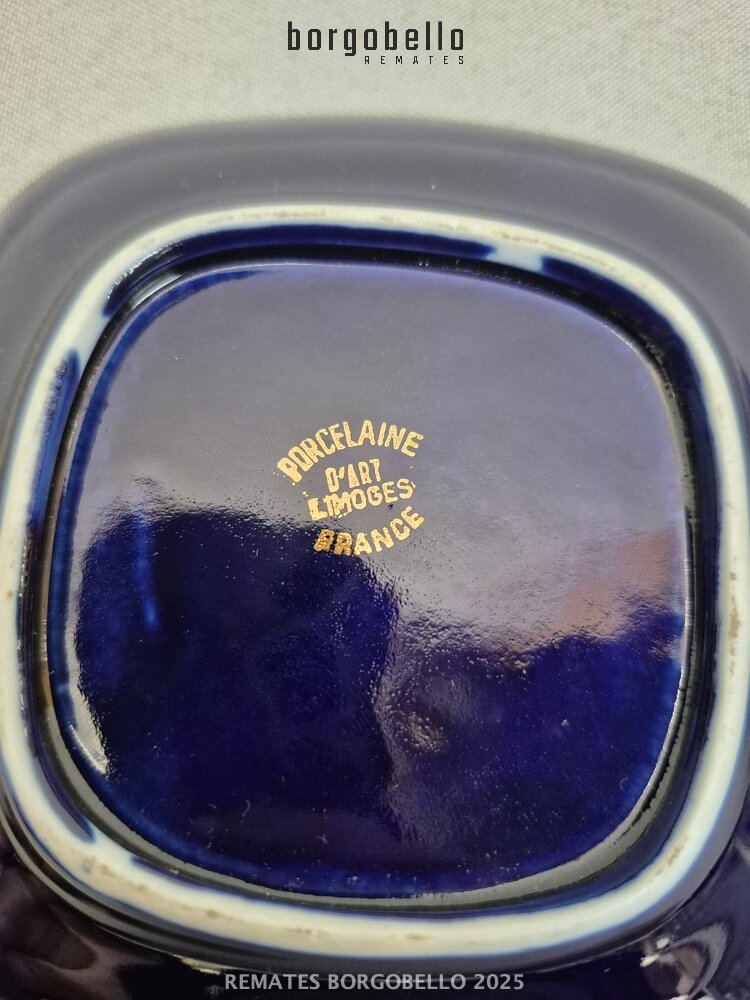 borgobello
REMATES
PORCELAINE
D'ART
LIMOGES
FRANCE
REMATES BORGOBELLO 2025